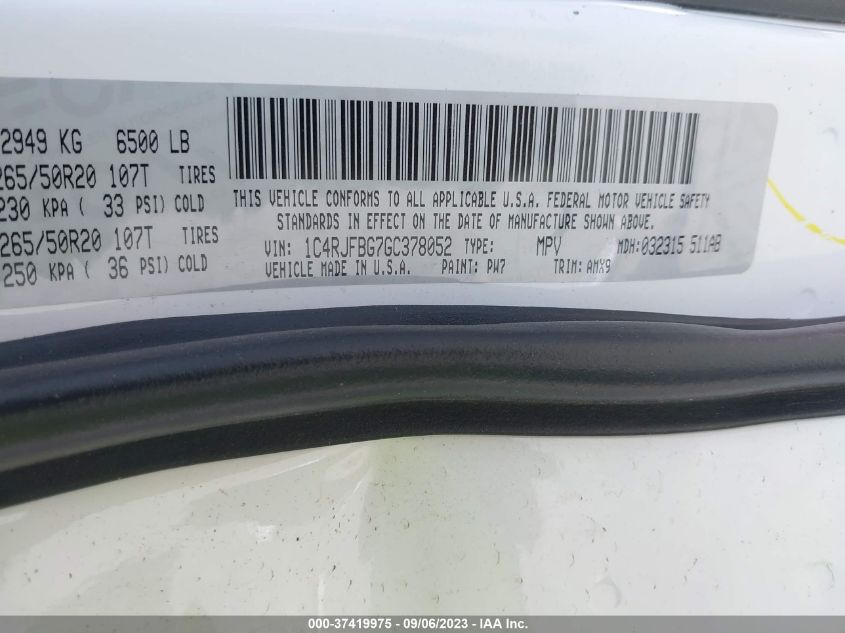 2949 KG 6500 LB
265/50R20 107T TIRES
230 KPA ( 33 PSI) COLD
265/50R20 107T TIRES
250 KPA ( 36 PSI) COLD
THIS VEHICLE CONFORMS TO ALL APPLICABLE U.S.A. FEDERAL MOTOR VEHICLE SAFETY
STANDARDS IN EFFECT ON THE DATE OF MANUFACTURE SHOWN ABOVE.
VIN: 1C4RJFBG7GC378052 TYPE: MPV MDH:032315 511AB
VEHICLE MADE IN U.S.A. PAINT: PW7 TRIM: AMX9
000-37419975 - 09/06/2023 - IAA Inc.